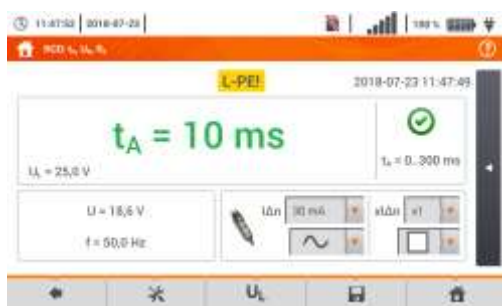 11:47:52 2018-07-23 100%
RCD tA, UB, RE
L-PE!
2018-07-23 11:47:49
tA = 10 ms
UL = 25,0 V
tA = 0..300 ms
U = 18,6 V
f = 50,0 Hz
IΔn 30 mA
xIΔn x1
UL